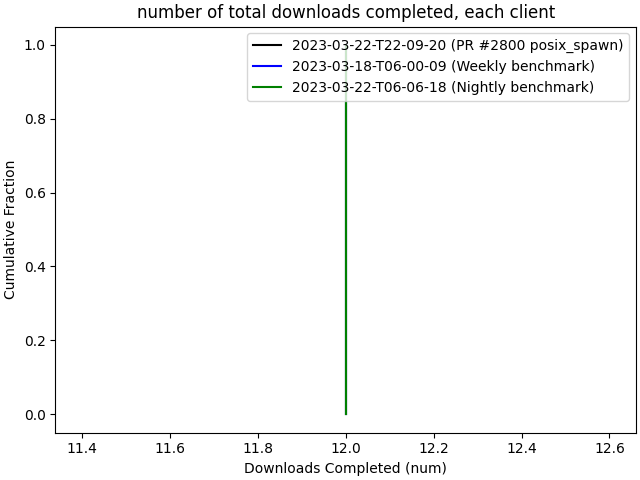 number of total downloads completed, each client
2023-03-22-T22-09-20 (PR #2800 posix_spawn)
2023-03-18-T06-00-09 (Weekly benchmark)
2023-03-22-T06-06-18 (Nightly benchmark)
Cumulative Fraction
1.0
0.8
0.6
0.4
0.2
0.0
11.4 11.6 11.8 12.0 12.2 12.4 12.6
Downloads Completed (num)